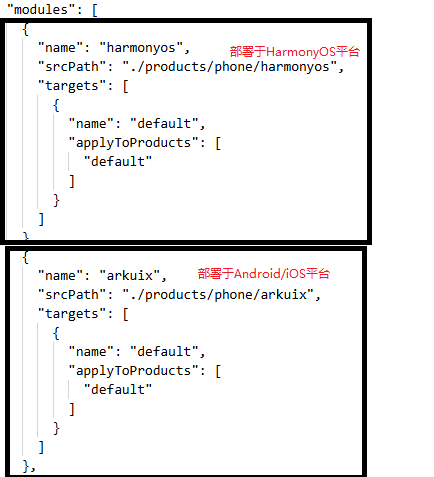 "modules": [
{
"name": "harmonyos", 部署于HarmonyOS平台
"srcPath": "./products/phone/harmonyos",
"targets": [
{
"name": "default",
"applyToProducts": [
"default"
]
}
]
}
{
"name": "arkuix", 部署于Android/iOS平台
"srcPath": "./products/phone/arkuix",
"targets": [
{
"name": "default",
"applyToProducts": [
"default"
]
}
]
},